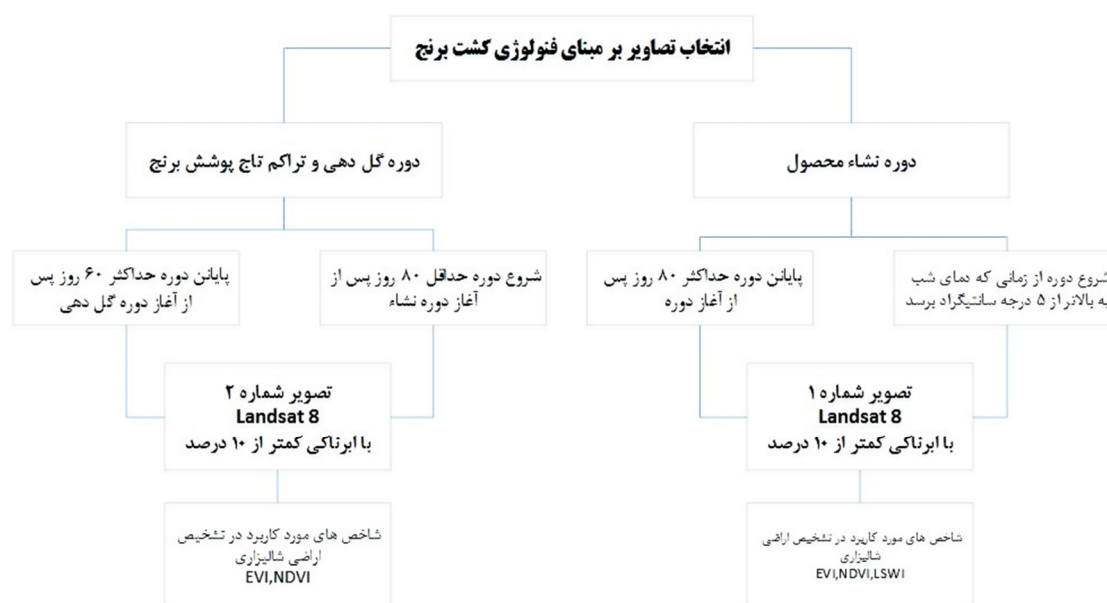 انتخاب تصاویر بر مبنای فنولوژی کشت برنج
دوره نشاء محصول
دوره گل دهی و تراکم تاج پوشش برنج
شروع دوره از زمانی که دمای شب
به بالاتر از ۵ درجه سانتیگراد برسد
پایانن دوره حداکثر ۸۰ روز پس
از آغاز دوره
شروع دوره حداقل ۸۰ روز پس از
آغاز دوره نشاء
پایانن دوره حداکثر ۶۰ روز پس
از آغاز دوره گل دهی
تصویر شماره ۱
Landsat 8
با ابرناکی کمتر از ۱۰ درصد
تصویر شماره ۲
Landsat 8
با ابرناکی کمتر از ۱۰ درصد
شاخص های مورد کاربرد در تشخیص اراضی
شالیزاری
EVI,NDVI,LSWI
شاخص های مورد کاربرد در تشخیص
اراضی شالیزاری
EVI,NDVI